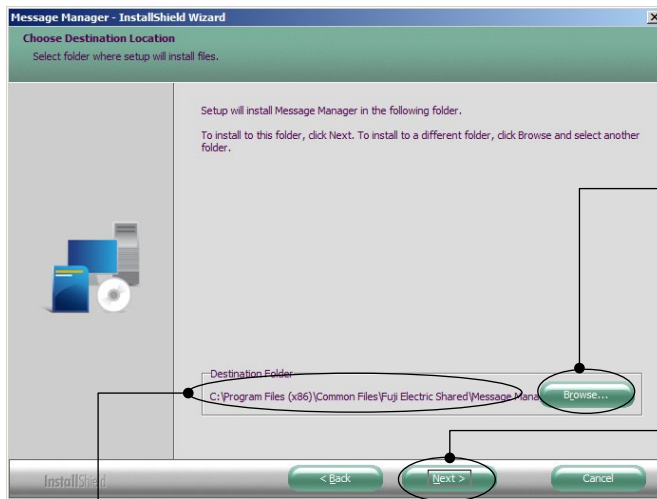 Message Manager - InstallShield Wizard
Choose Destination Location
Select folder where setup will install files.
Setup will install Message Manager in the following folder.
To install to this folder, click Next. To install to a different folder, click Browse and select another
folder.
Destination Folder
C:\Program Files (x86)\Common Files\Fuji Electric Shared\Message Mana
Browse...
InstallShield
< Back
Next >
Cancel